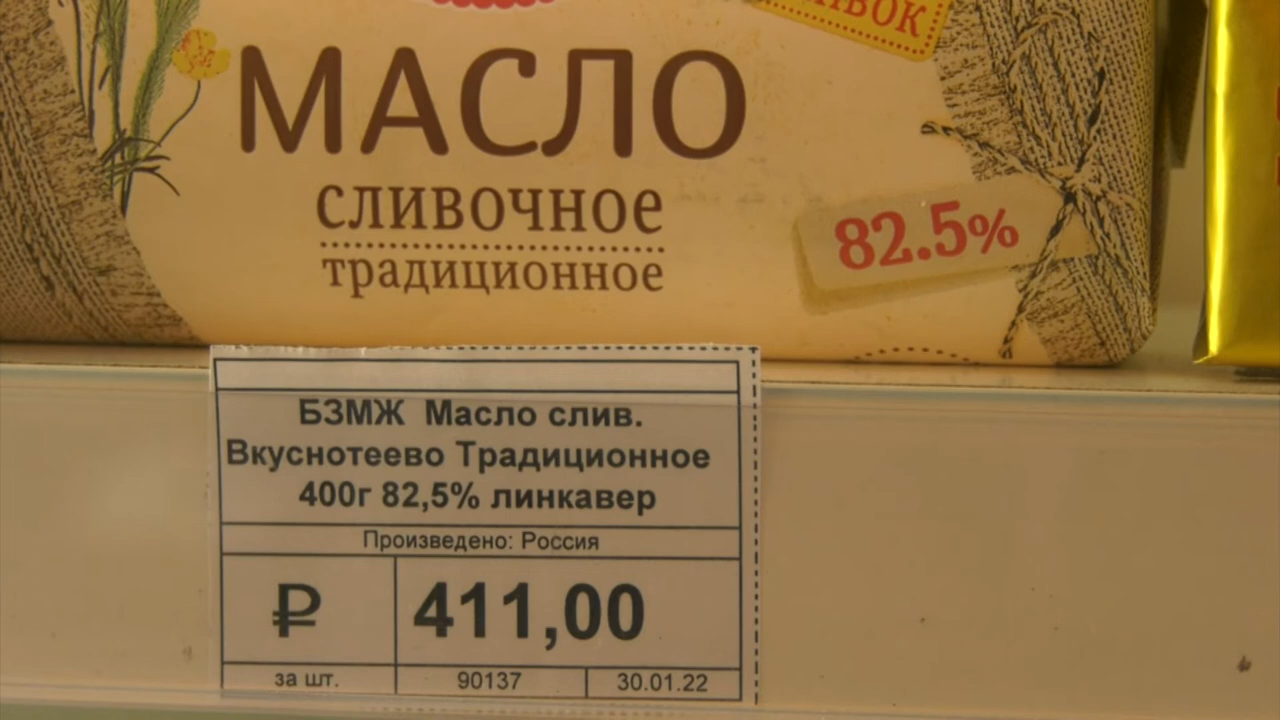 МАСЛО
сливочное
традиционное
82.5%
БЗМЖ Масло слив.
Вкуснотеево Традиционное
400г 82,5% линкавер
Произведено: Россия
₽ 411,00
за шт. 90137 30.01.22